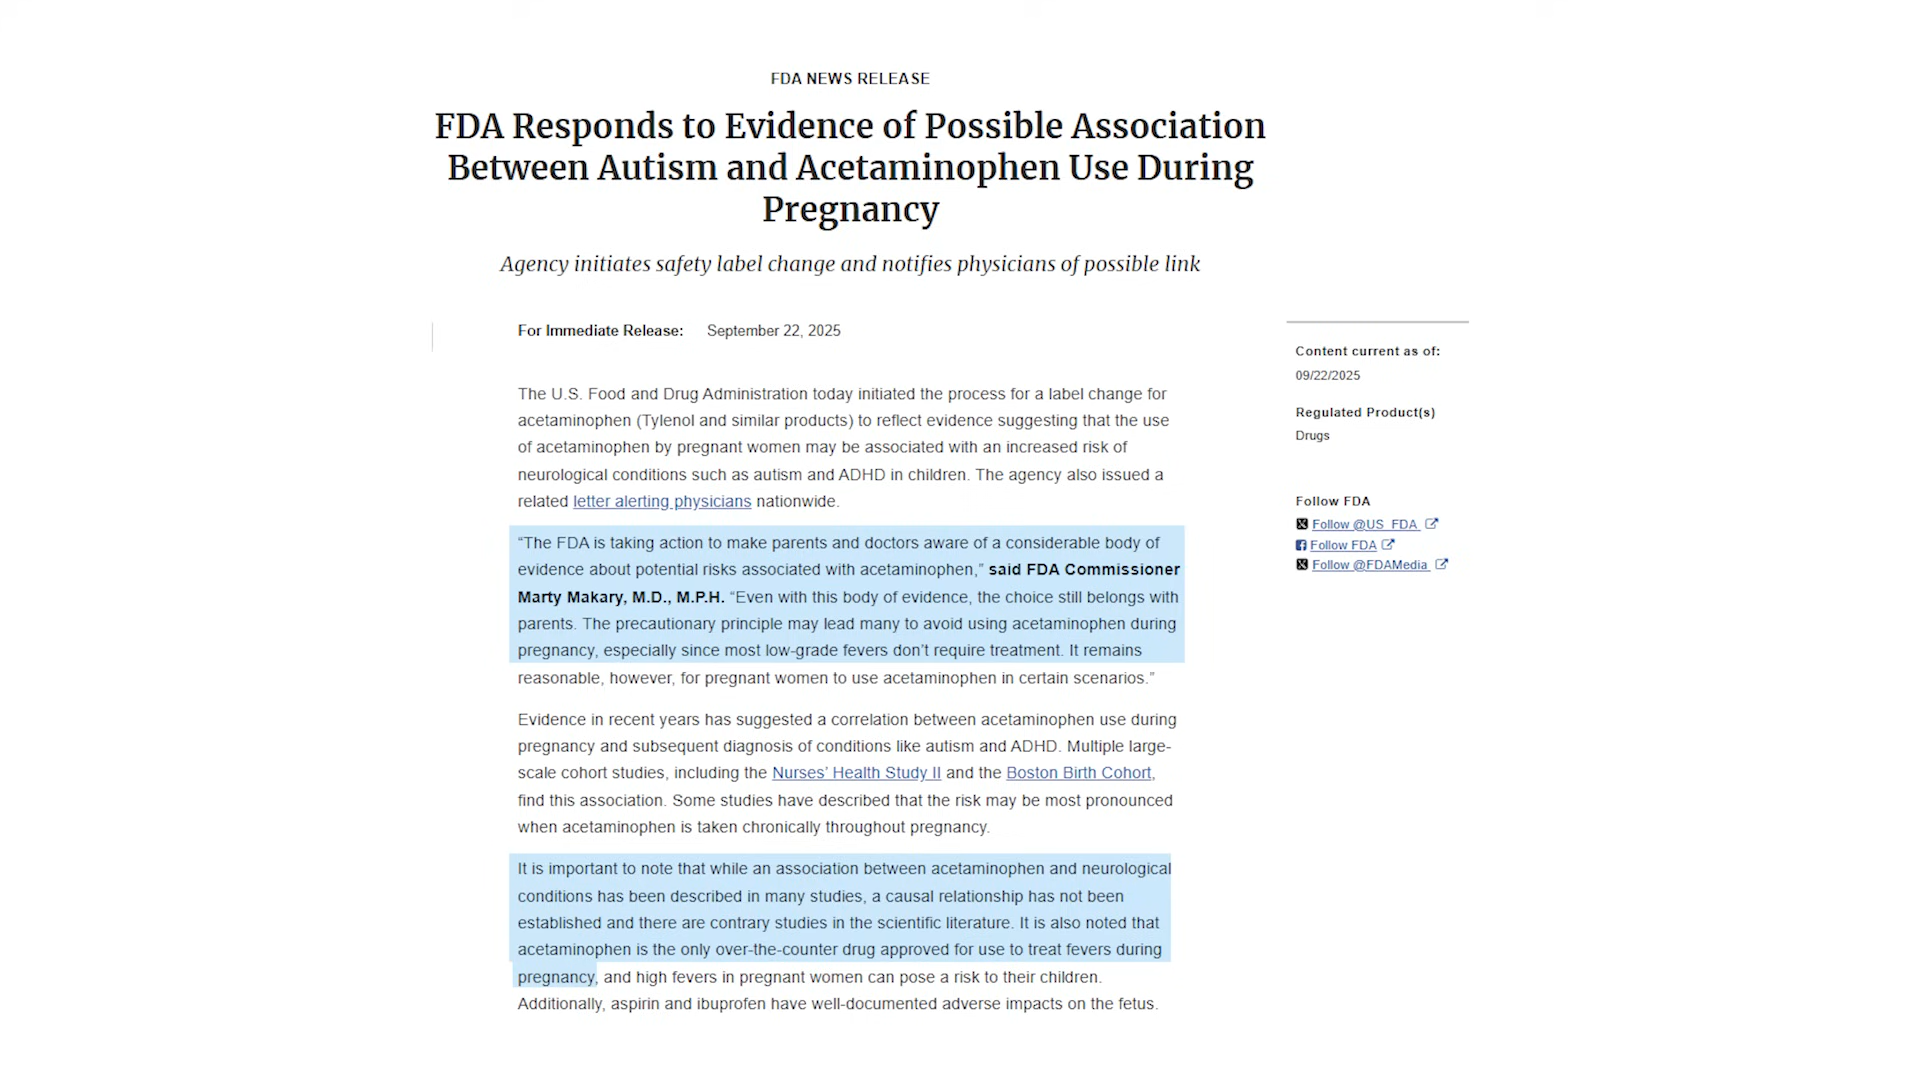 FDA NEWS RELEASE
FDA Responds to Evidence of Possible Association
Between Autism and Acetaminophen Use During
Pregnancy
Agency initiates safety label change and notifies physicians of possible link
For Immediate Release: September 22, 2025
The U.S. Food and Drug Administration today initiated the process for a label change for
acetaminophen (Tylenol and similar products) to reflect evidence suggesting that the use
of acetaminophen by pregnant women may be associated with an increased risk of
neurological conditions such as autism and ADHD in children. The agency also issued a
related letter alerting physicians nationwide.
“The FDA is taking action to make parents and doctors aware of a considerable body of
evidence about potential risks associated with acetaminophen,” said FDA Commissioner
Marty Makary, M.D., M.P.H. “Even with this body of evidence, the choice still belongs with
parents. The precautionary principle may lead many to avoid using acetaminophen during
pregnancy, especially since most low-grade fevers don’t require treatment. It remains
reasonable, however, for pregnant women to use acetaminophen in certain scenarios.”
Evidence in recent years has suggested a correlation between acetaminophen use during
pregnancy and subsequent diagnosis of conditions like autism and ADHD. Multiple large-
scale cohort studies, including the Nurses’ Health Study II and the Boston Birth Cohort,
find this association. Some studies have described that the risk may be most pronounced
when acetaminophen is taken chronically throughout pregnancy.
It is important to note that while an association between acetaminophen and neurological
conditions has been described in many studies, a causal relationship has not been
established and there are contrary studies in the scientific literature. It is also noted that
acetaminophen is the only over-the-counter drug approved for use to treat fevers during
pregnancy, and high fevers in pregnant women can pose a risk to their children.
Additionally, aspirin and ibuprofen have well-documented adverse impacts on the fetus.
Content current as of:
09/22/2025
Regulated Product(s)
Drugs
Follow FDA
Follow @US_FDA
Follow FDA
Follow @FDAMedia